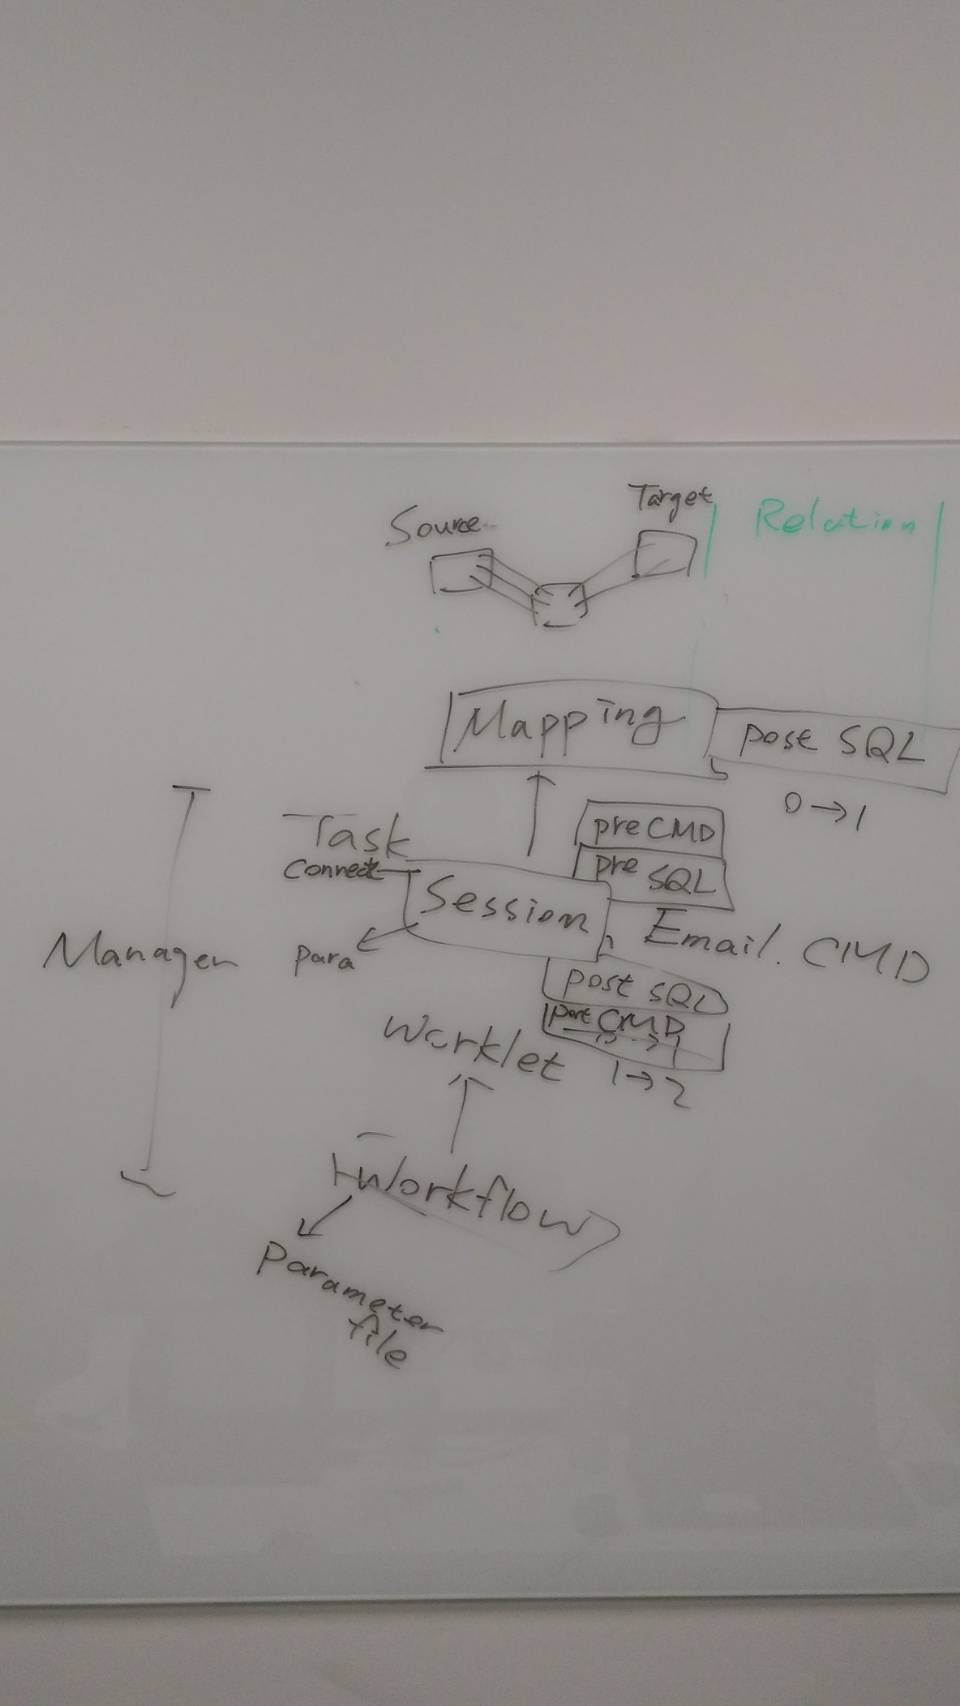 Source
Target
Relation
Mapping
post SQL
0→1
Task
Connect
pre CMD
pre SQL
Session
Email. CMD
Manager
para
post SQL
post CMD
Worklet
1→2
Workflow
Parameter
file